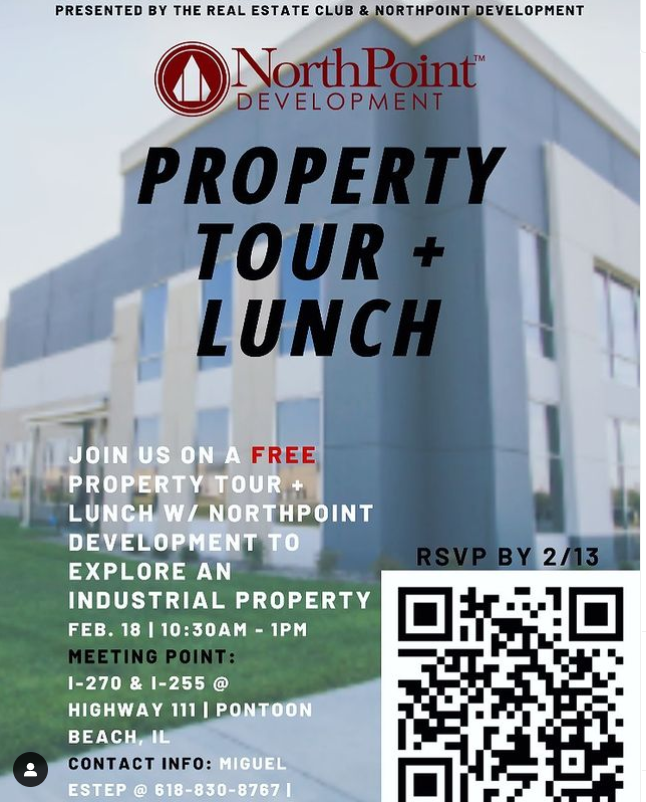 PRESENTED BY THE REAL ESTATE CLUB & NORTHPOINT DEVELOPMENT
NorthPoint™
DEVELOPMENT
PROPERTY
TOUR +
LUNCH
JOIN US ON A FREE
PROPERTY TOUR +
LUNCH W/ NORTHPOINT
DEVELOPMENT TO
EXPLORE AN
INDUSTRIAL PROPERTY
FEB. 18 | 10:30AM - 1PM
MEETING POINT:
I-270 & I-255 @
HIGHWAY 111 | PONTOON
BEACH, IL
CONTACT INFO: MIGUEL
ESTEP @ 618-830-8767 |
RSVP BY 2/13